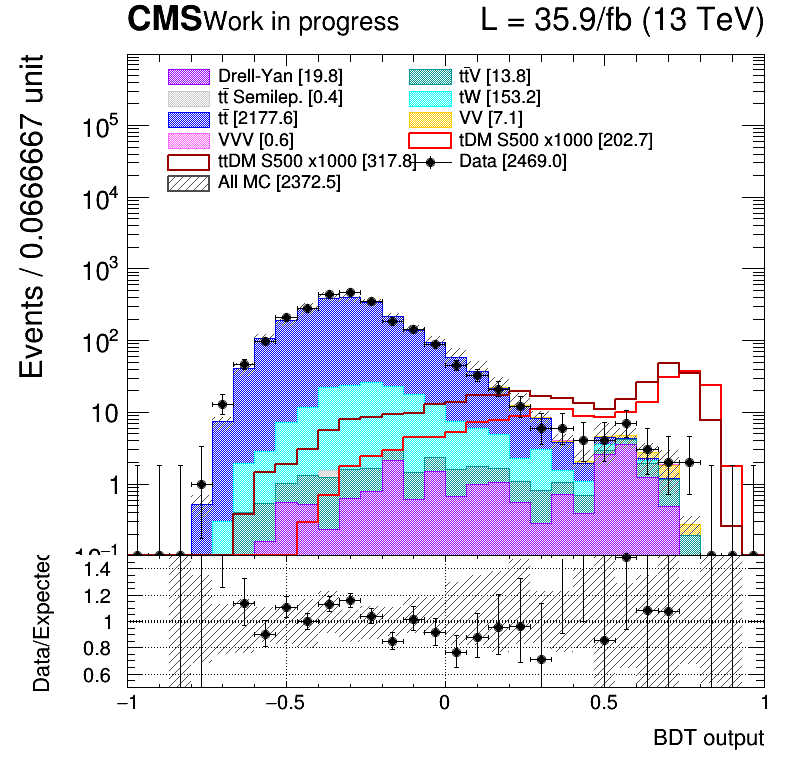 CMS Work in progress L = 35.9/fb (13 TeV)
Events / 0.0666667 unit
Drell-Yan [19.8] tt̄V [13.8]
tt̄ Semilep. [0.4] tW [153.2]
tt̄ [2177.6] VV [7.1]
VVV [0.6] tDM S500 x1000 [202.7]
ttDM S500 x1000 [317.8] Data [2469.0]
All MC [2372.5]
10⁵
10⁴
10³
10²
10
1
10⁻¹
Data/Expected
1.4
1.2
1
0.8
0.6
−1 −0.5 0 0.5 1
BDT output